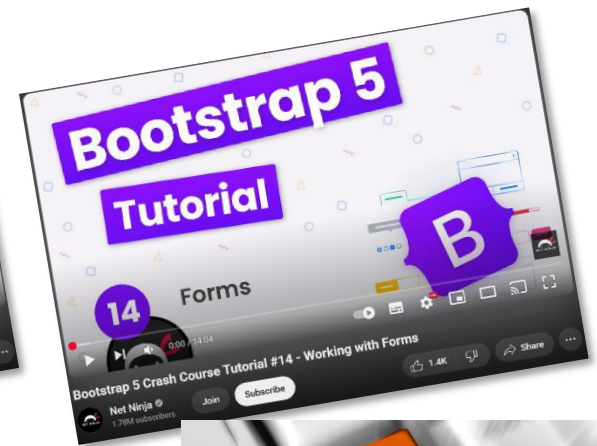 Bootstrap 5
Tutorial
B
14
Forms
0:00 / 14:04
Bootstrap 5 Crash Course Tutorial #14 - Working with Forms
Net Ninja
1.78M subscribers
Join
Subscribe
1.4K
Share